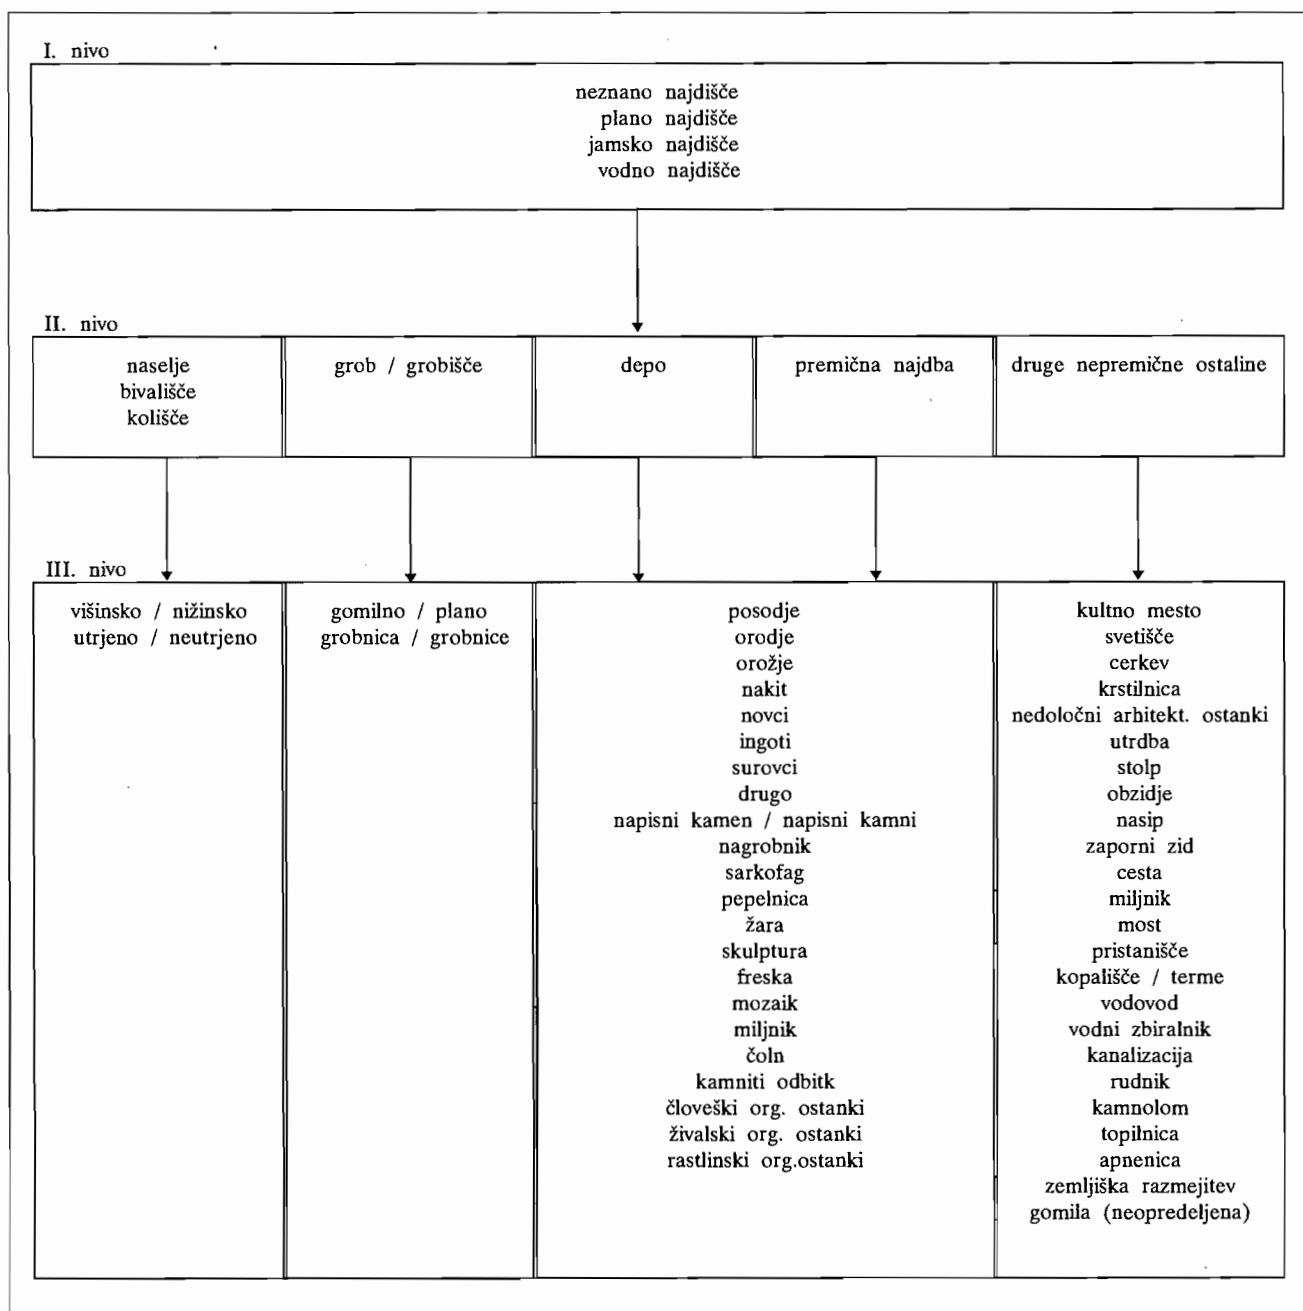 I. nivo
neznano najdišče
plano najdišče
jamsko najdišče
vodno najdišče
II. nivo
naselje
bivališče
kolišče
grob / grobišče
depo
premična najdba
druge nepremične ostaline
III. nivo
višinsko / nižinsko
utrjeno / neutrjeno
gomilno / plano
grobnica / grobnice
posodje
orodje
orožje
nakit
novci
ingoti
surovci
drugo
napisni kamen / napisni kamni
nagrobnik
sarkofag
pepelnica
žara
skulptura
freska
mozaik
miljnik
čoln
kamniti odbitk
človeški org. ostanki
živalski org. ostanki
rastlinski org.ostanki
kultno mesto
svetišče
cerkev
krstilnica
nedoločni arhitekt. ostanki
utrdba
stolp
obzidje
nasip
zaporni zid
cesta
miljnik
most
pristanišče
kopališče / terme
vodovod
vodni zbiralnik
kanalizacija
rudnik
kamnolom
topilnica
apnenica
zemljiška razmejitev
gomila (neopredeljena)